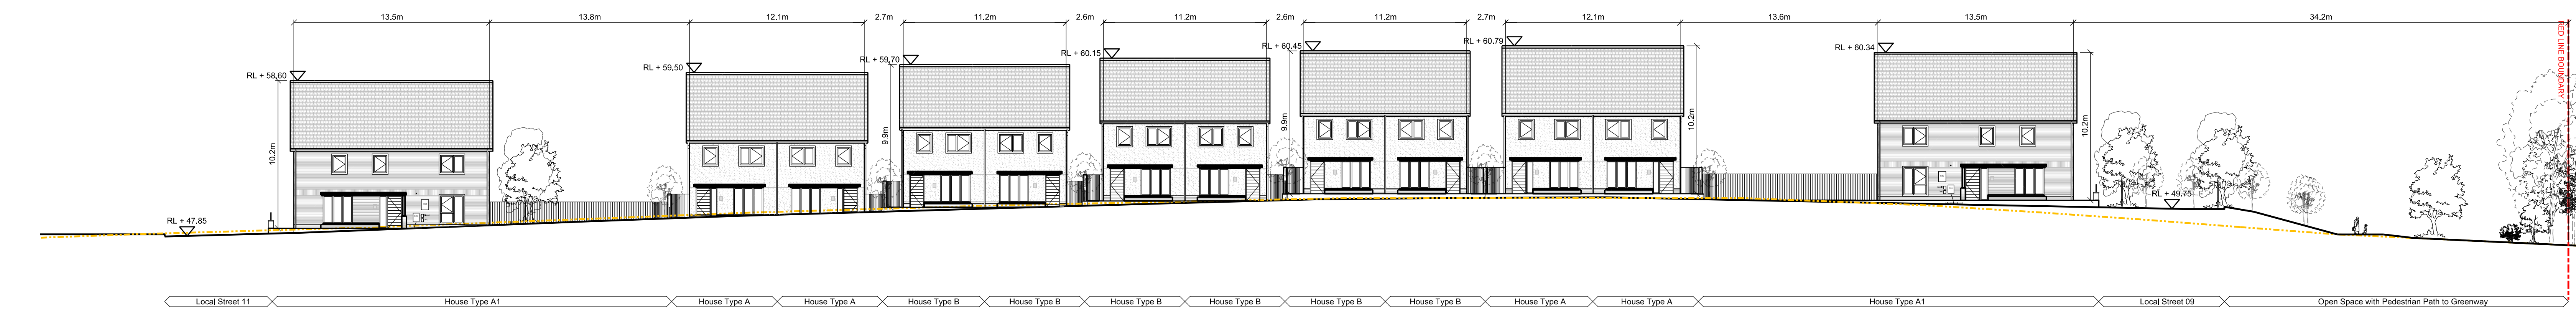 13.5m
13.8m
12.1m
2.7m
11.2m
2.6m
11.2m
2.6m
11.2m
2.7m
12.1m
13.6m
13.5m
34.2m
RED LINE BOUNDARY
RL + 58.60
RL + 59.50
RL + 59.70
RL + 60.15
RL + 60.45
RL + 60.79
RL + 60.34
10.2m
9.9m
9.9m
10.2m
10.2m
RL + 47.85
RL + 49.75
Local Street 11
House Type A1
House Type A
House Type A
House Type B
House Type B
House Type B
House Type B
House Type B
House Type B
House Type A
House Type A
House Type A1
Local Street 09
Open Space with Pedestrian Path to Greenway